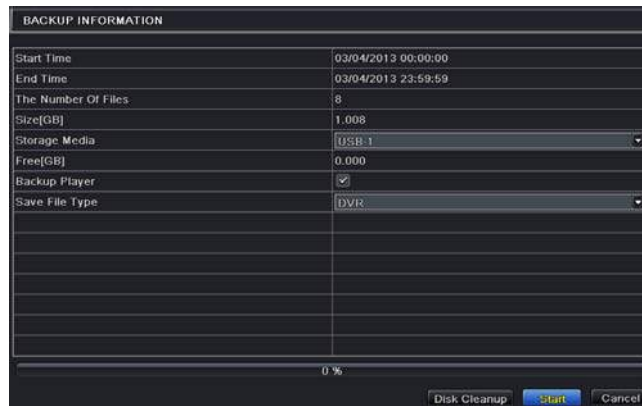 BACKUP INFORMATION
Start Time 03/04/2013 00:00:00
End Time 03/04/2013 23:59:59
The Number Of Files 8
Size[GB] 1.008
Storage Media USB-1
Free[GB] 0.000
Backup Player
Save File Type DVR
0 %
Disk Cleanup Start Cancel